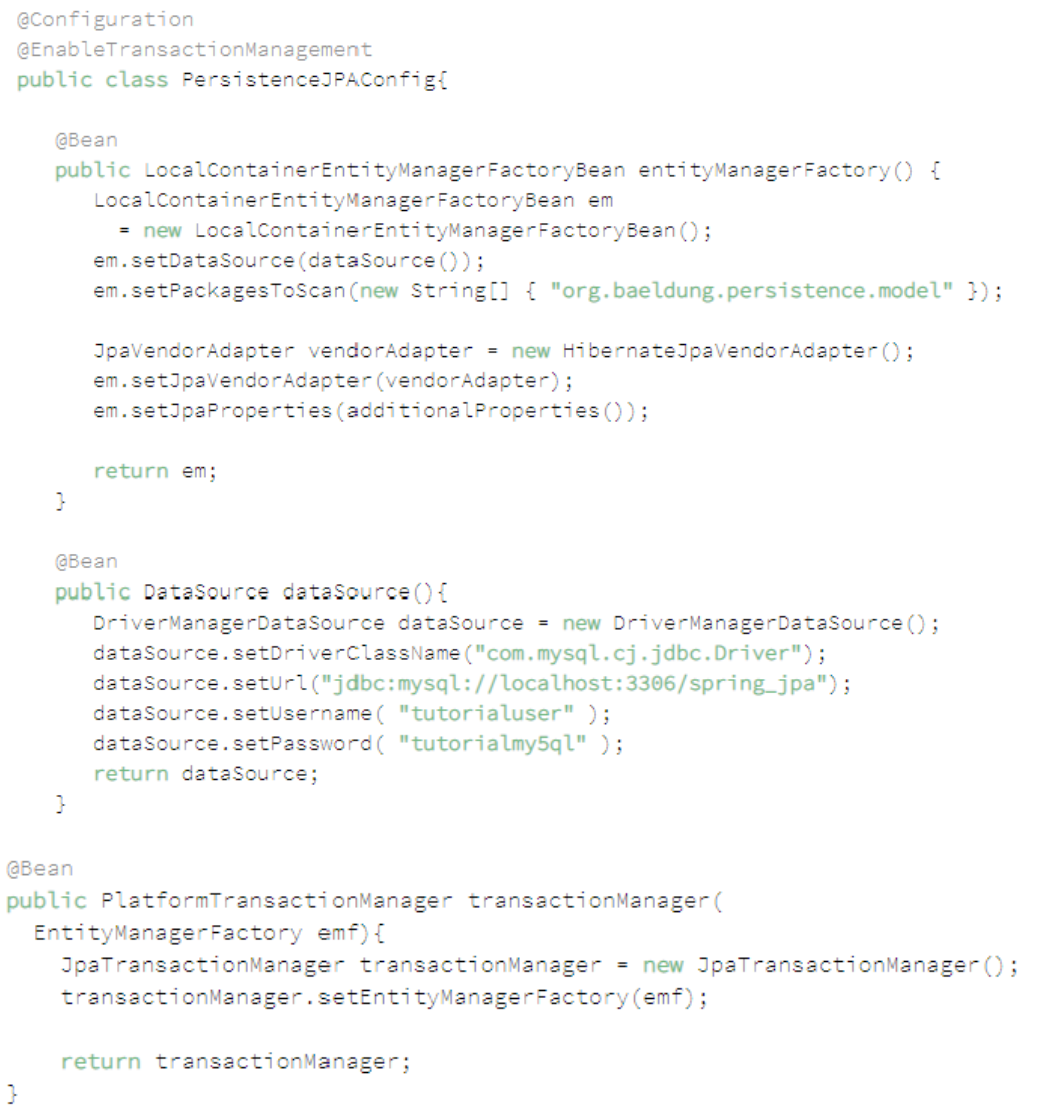 @Configuration
@EnableTransactionManagement
public class PersistenceJPAConfig{
@Bean
public LocalContainerEntityManagerFactoryBean entityManagerFactory() {
LocalContainerEntityManagerFactoryBean em
= new LocalContainerEntityManagerFactoryBean();
em.setDataSource(dataSource());
em.setPackagesToScan(new String[] { "org.baeldung.persistence.model" });
JpaVendorAdapter vendorAdapter = new HibernateJpaVendorAdapter();
em.setJpaVendorAdapter(vendorAdapter);
em.setJpaProperties(additionalProperties());
return em;
}
@Bean
public DataSource dataSource(){
DriverManagerDataSource dataSource = new DriverManagerDataSource();
dataSource.setDriverClassName("com.mysql.cj.jdbc.Driver");
dataSource.setUrl("jdbc:mysql://localhost:3306/spring_jpa");
dataSource.setUsername( "tutorialuser" );
dataSource.setPassword( "tutorialmy5ql" );
return dataSource;
}
@Bean
public PlatformTransactionManager transactionManager(
EntityManagerFactory emf){
JpaTransactionManager transactionManager = new JpaTransactionManager();
transactionManager.setEntityManagerFactory(emf);
return transactionManager;
}